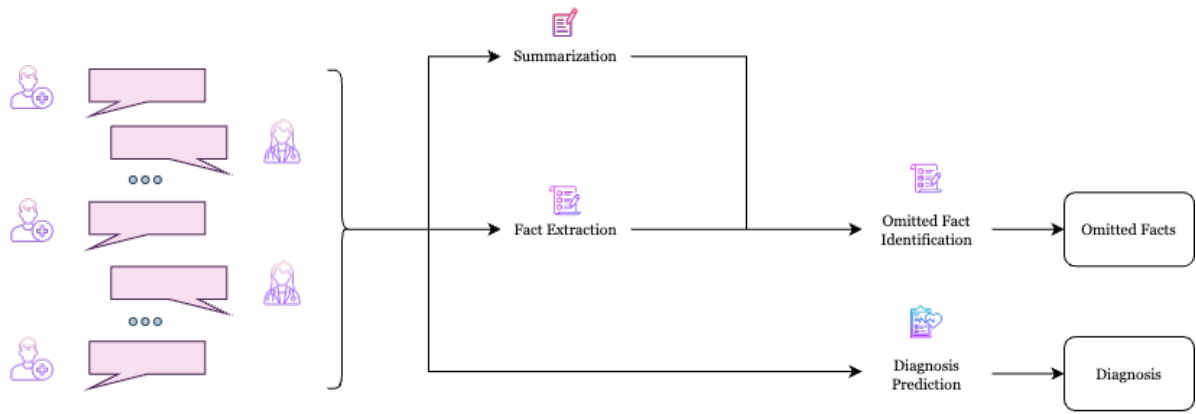 Summarization
Fact Extraction
Omitted Fact
Identification
Omitted Facts
Diagnosis
Prediction
Diagnosis